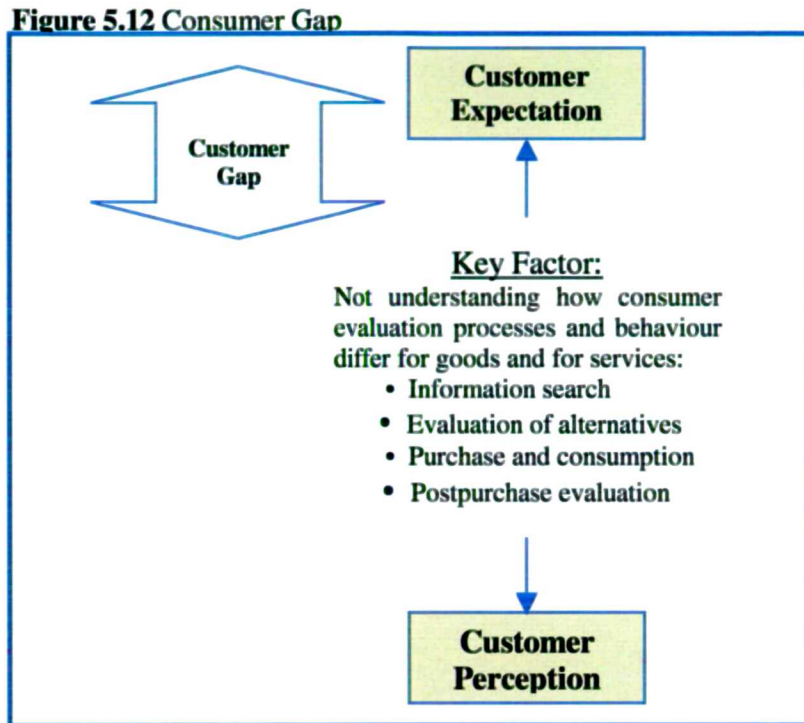 Figure 5.12 Consumer Gap
Customer
Expectation
Customer
Gap
Key Factor:
Not understanding how consumer
evaluation processes and behaviour
differ for goods and for services:
• Information search
• Evaluation of alternatives
• Purchase and consumption
• Postpurchase evaluation
Customer
Perception